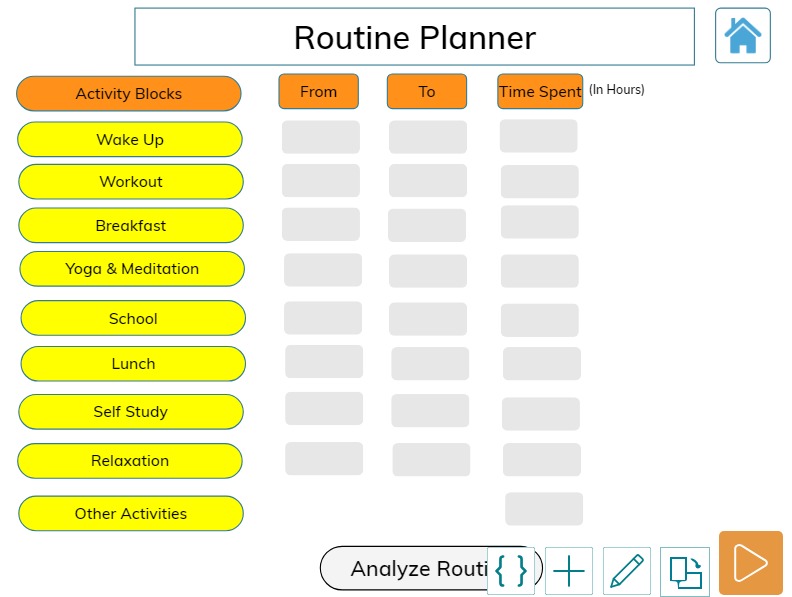 Routine Planner
Activity Blocks
From
To
Time Spent
(In Hours)
Wake Up
Workout
Breakfast
Yoga & Meditation
School
Lunch
Self Study
Relaxation
Other Activities
Analyze Routi
{ }